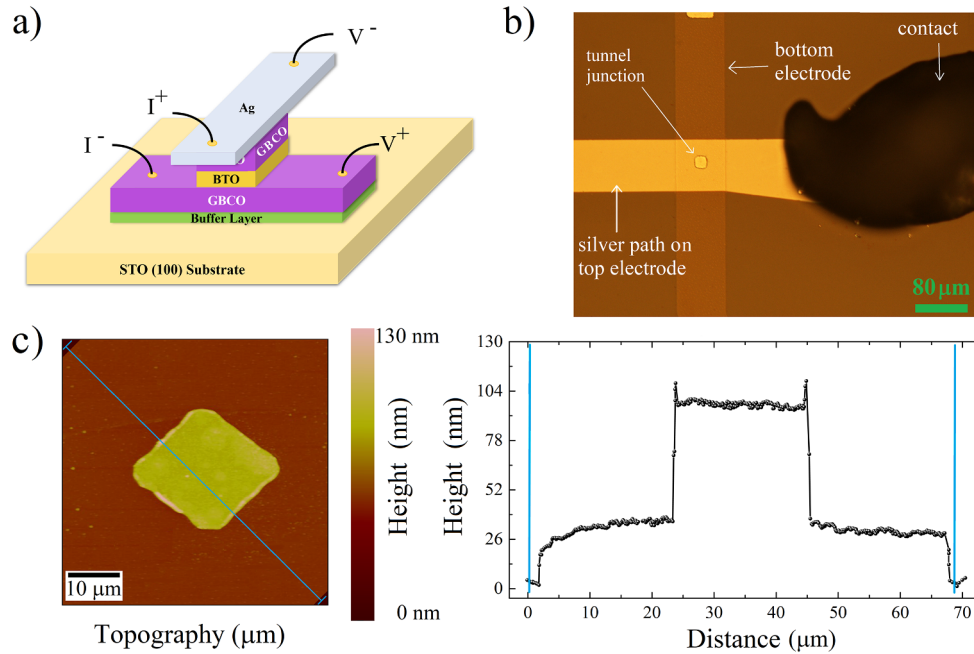 a)
V⁻
I⁺
Ag
I⁻
V⁺
GBCO
O
BTO
GBCO
Buffer Layer
STO (100) Substrate
b)
contact
tunnel
junction
bottom
electrode
silver path on
top electrode
80 µm
c)
130 nm
Height (nm)
0 nm
10 µm
Topography (µm)
Height (nm)
130
104
78
52
26
0
0
10
20
30
40
50
60
70
Distance (µm)